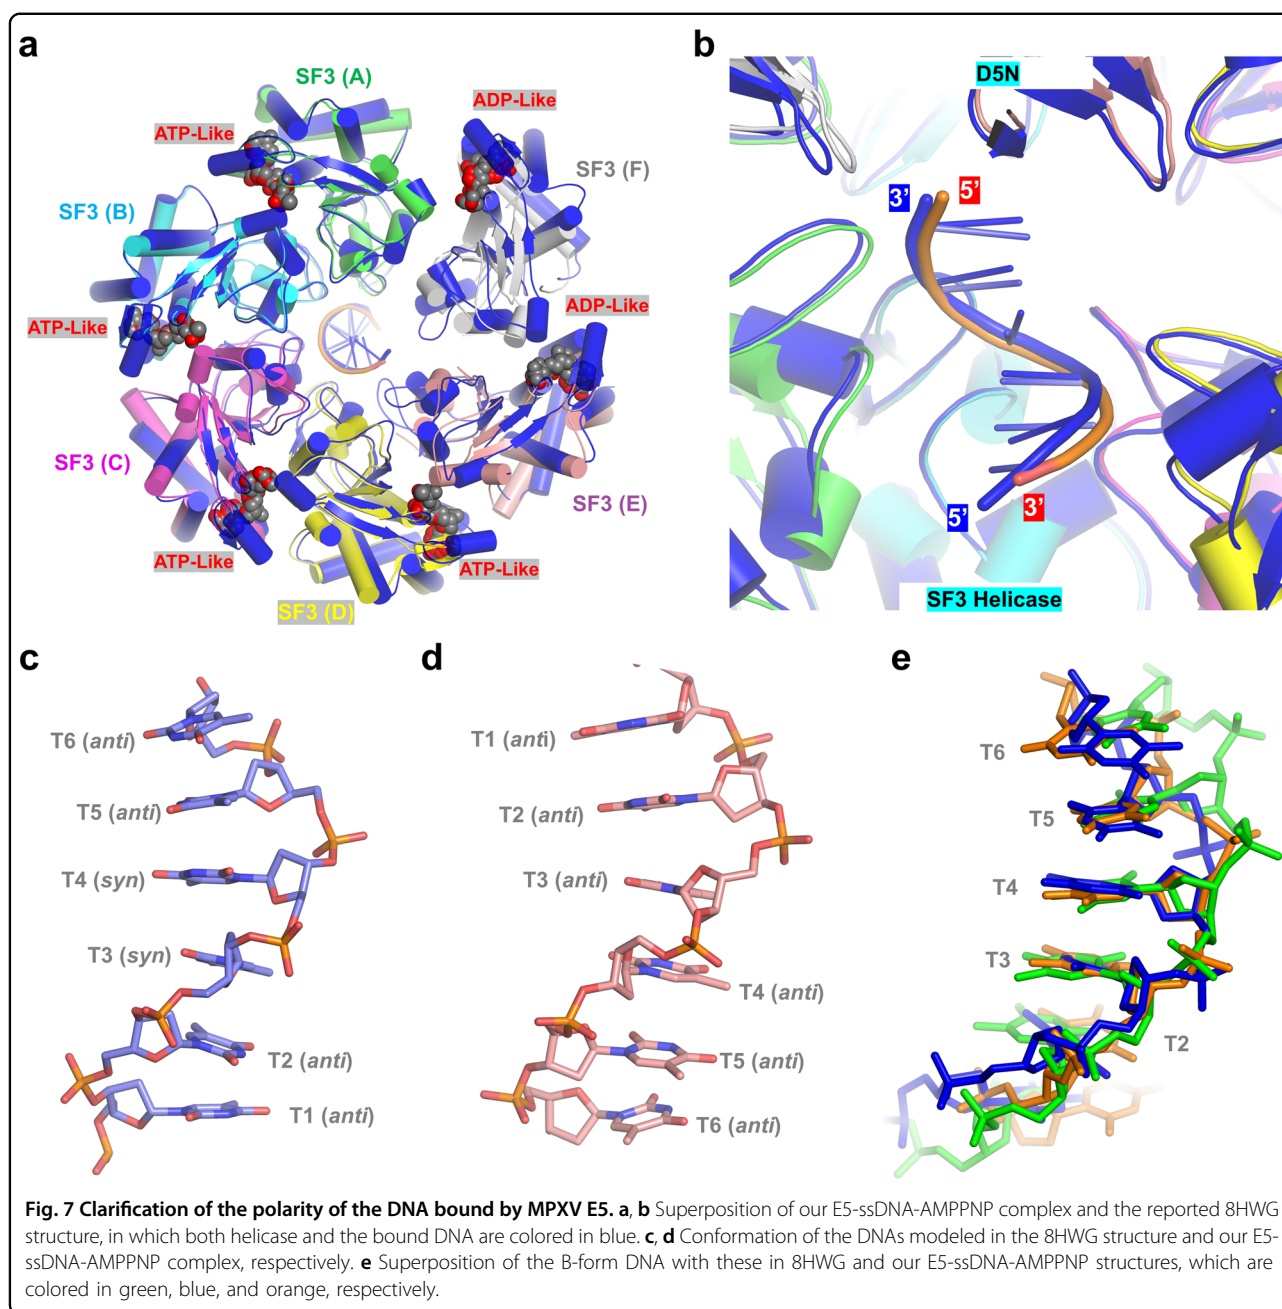 a
SF3 (A)
ADP-Like
ATP-Like
SF3 (F)
SF3 (B)
ADP-Like
ATP-Like
SF3 (C)
SF3 (E)
ATP-Like
ATP-Like
SF3 (D)
b
D5N
3’
5’
5’
3’
SF3 Helicase
c
T6 (anti)
T5 (anti)
T4 (syn)
T3 (syn)
T2 (anti)
T1 (anti)
d
T1 (anti)
T2 (anti)
T3 (anti)
T4 (anti)
T5 (anti)
T6 (anti)
e
T6
T5
T4
T3
T2
Fig. 7 Clarification of the polarity of the DNA bound by MPXV E5. a, b Superposition of our E5-ssDNA-AMPPNP complex and the reported 8HWG
structure, in which both helicase and the bound DNA are colored in blue. c, d Conformation of the DNAs modeled in the 8HWG structure and our E5-
ssDNA-AMPPNP complex, respectively. e Superposition of the B-form DNA with these in 8HWG and our E5-ssDNA-AMPPNP structures, which are
colored in green, blue, and orange, respectively.